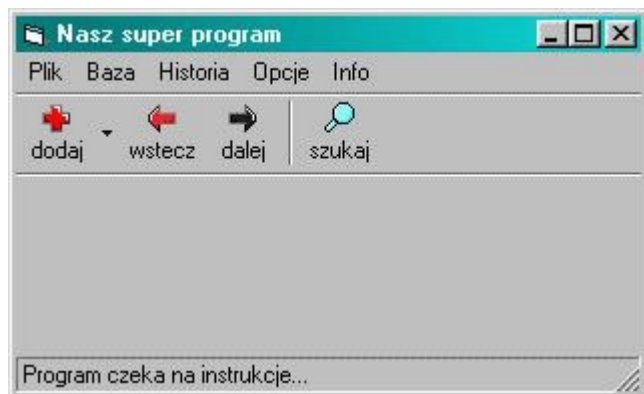 Nasz super program
Plik Baza Historia Opcje Info
dodaj wstecz dalej szukaj
Program czeka na instrukcje...